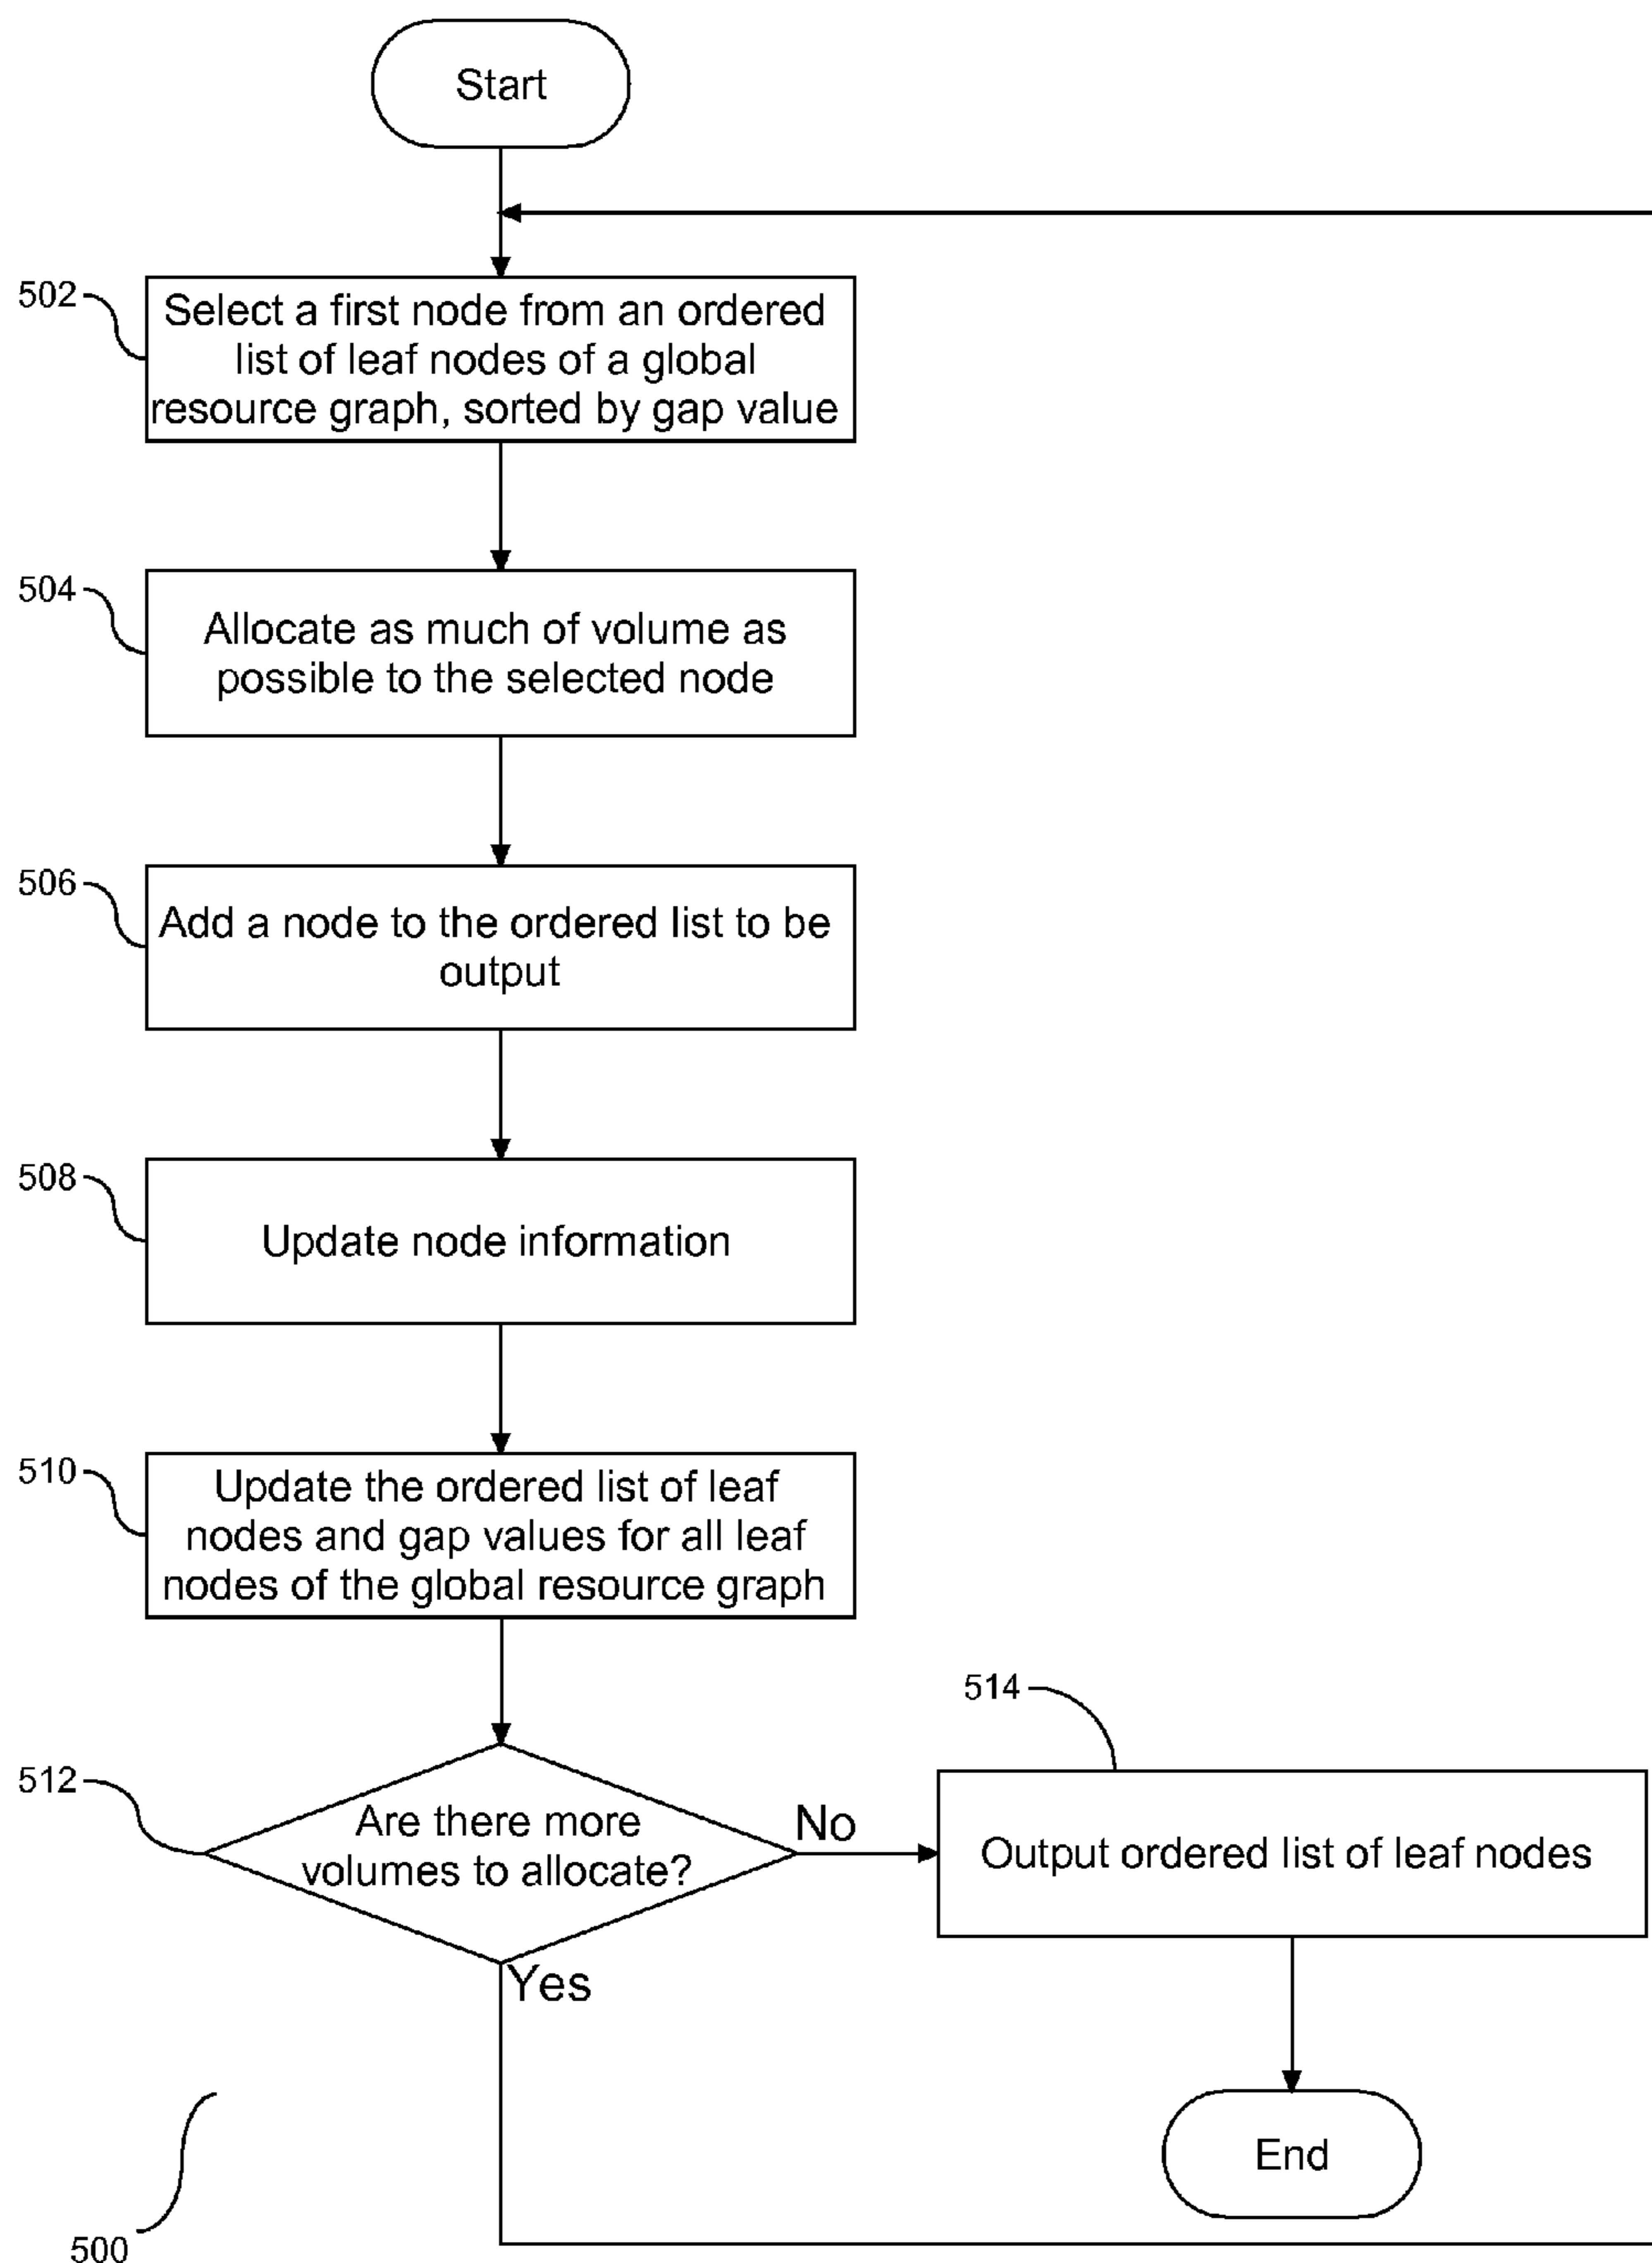 Start
502
Select a first node from an ordered
list of leaf nodes of a global
resource graph, sorted by gap value
504
Allocate as much of volume as
possible to the selected node
506
Add a node to the ordered list to be
output
508
Update node information
510
Update the ordered list of leaf
nodes and gap values for all leaf
nodes of the global resource graph
512
Are there more
volumes to allocate?
No
Yes
514
Output ordered list of leaf nodes
End
500